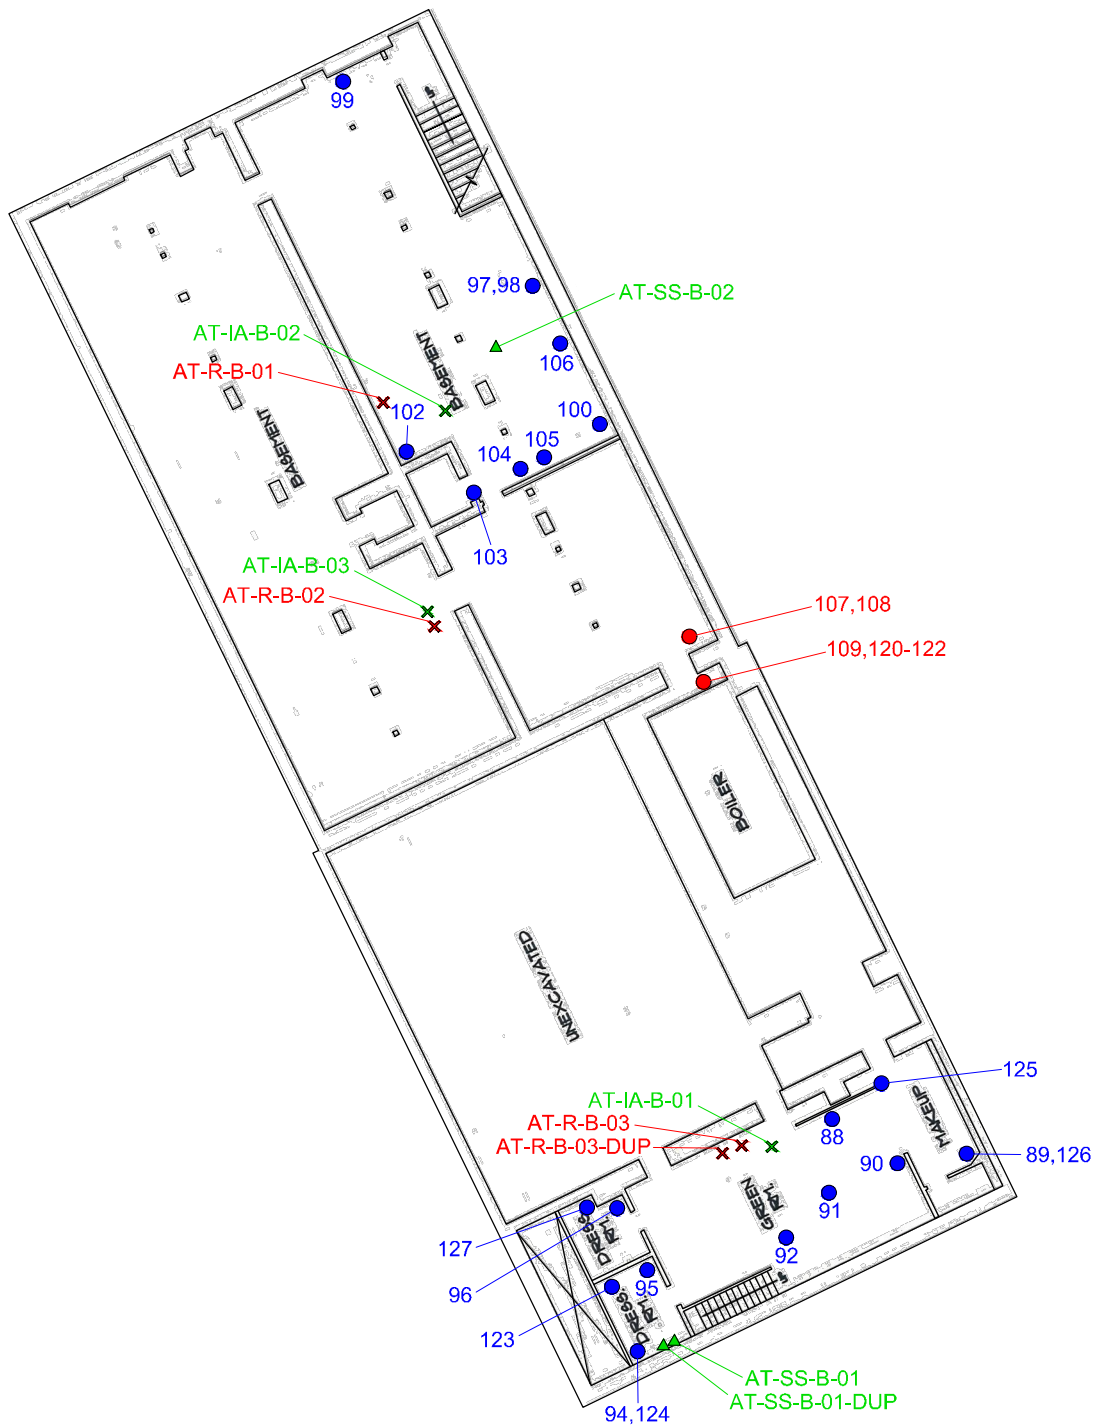 UP
99
97,98
AT-SS-B-02
AT-IA-B-02
106
AT-R-B-01
BASEMENT
102
100
BASEMENT
105
104
103
AT-IA-B-03
AT-R-B-02
107,108
109,120-122
BOILER
UNEXCAVATED
125
AT-IA-B-01
MAKEUP
AT-R-B-03
88
AT-R-B-03-DUP
90
89,126
GREEN
RM.
91
DRESS.
RM.
127
92
96
95
UP
DRESS.
RM.
123
AT-SS-B-01
AT-SS-B-01-DUP
94,124